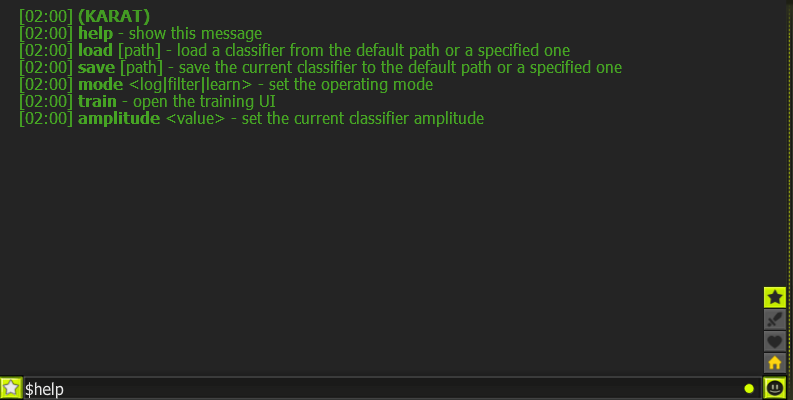 [02:00] (KARAT)
[02:00] help - show this message
[02:00] load [path] - load a classifier from the default path or a specified one
[02:00] save [path] - save the current classifier to the default path or a specified one
[02:00] mode <log|filter|learn> - set the operating mode
[02:00] train - open the training UI
[02:00] amplitude <value> - set the current classifier amplitude
$help